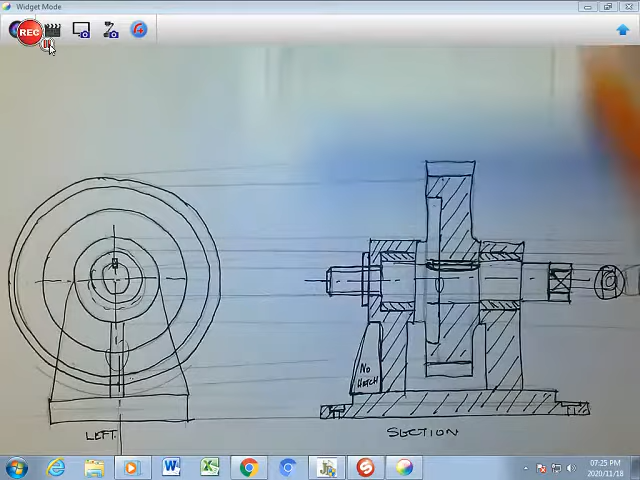 Widget Mode
REC
NO
HATCH
LEFT
SECTION
07:25 PM
2020/11/18